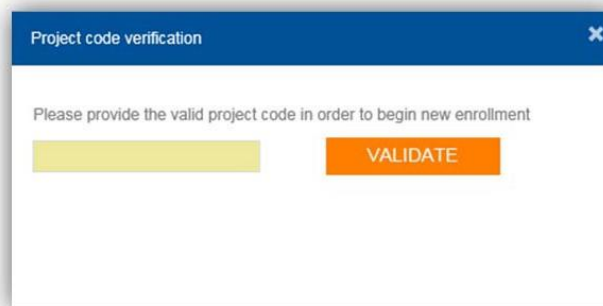 Project code verification
Please provide the valid project code in order to begin new enrollment
VALIDATE